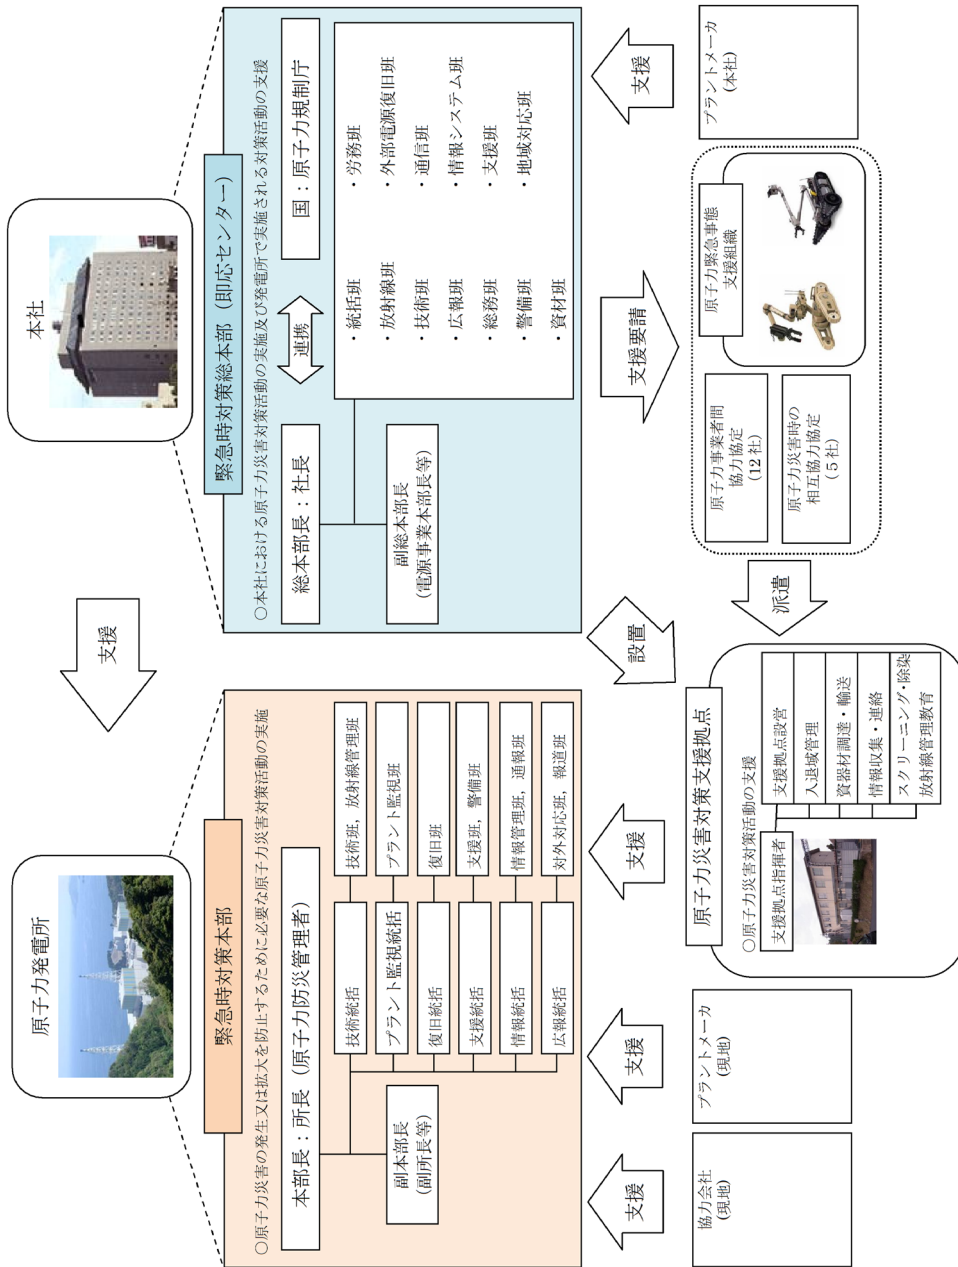 原子力発電所
支援
本社
緊急時対策本部
○原子力災害の発生又は拡大を防止するために必要な原子力災害対策活動の実施
本部長：所長（原子力防災管理者）
副本部長
(副所長等)
技術統括
プラント監視統括
復旧統括
支援統括
情報統括
広報統括
技術班，放射線管理班
プラント監視班
復旧班
支援班，警備班
情報管理班，通報班
対外対応班，報道班
緊急時対策総本部（即応センター）
○本社における原子力災害対策活動の実施及び発電所で実施される対策活動の支援
総本部長：社長
連携
国：原子力規制庁
副総本部長
(電源事業本部長等)
・統括班
・放射線班
・技術班
・広報班
・総務班
・警備班
・資材班
・労務班
・外部電源復旧班
・通信班
・情報システム班
・支援班
・地域対応班
支援
支援
支援
設置
支援要請
支援
協力会社
(現地)
プラントメーカ
(現地)
原子力災害対策支援拠点
○原子力災害対策活動の支援
支援拠点指揮者
支援拠点設営
入退域管理
資器材調達・輸送
情報収集・連絡
スクリーニング・除染
放射線管理教育
派遣
原子力事業者間
協力協定
(12 社)
原子力災害時の
相互協力協定
(５社)
原子力緊急事態
支援組織
プラントメーカ
(本社)